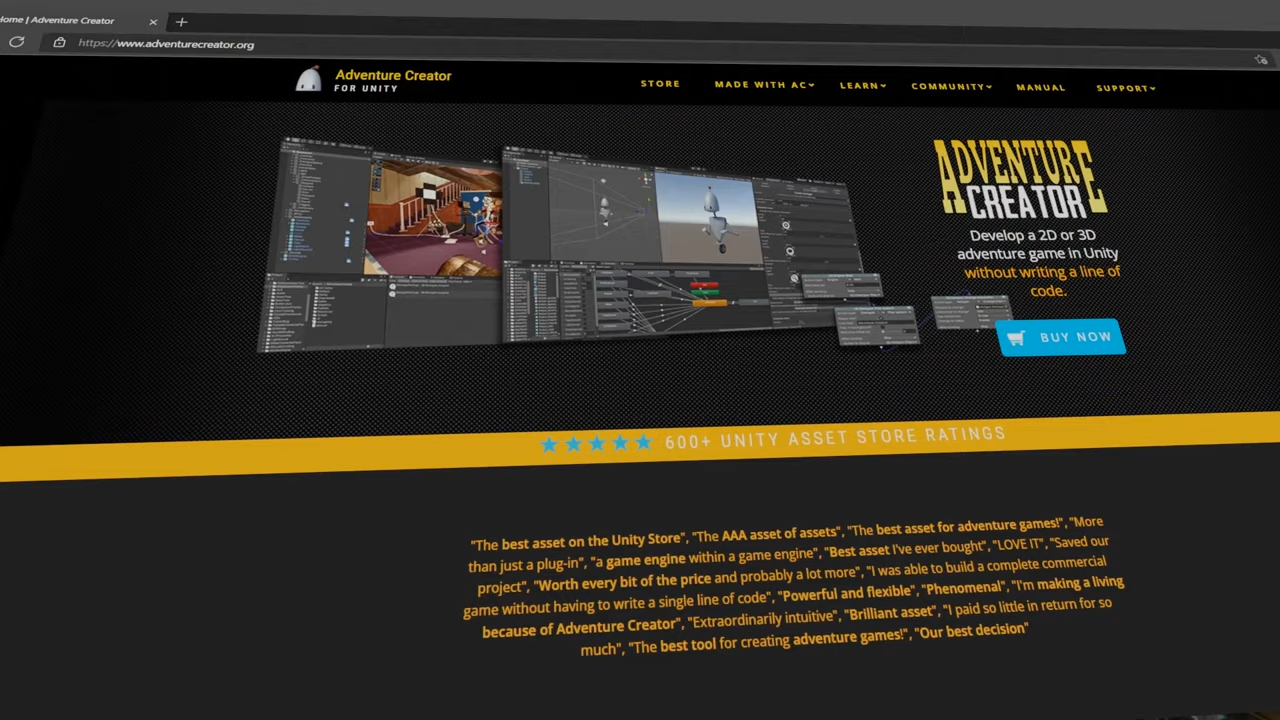 Home | Adventure Creator
https://www.adventurecreator.org
Adventure Creator
FOR UNITY
STORE
MADE WITH AC
LEARN
COMMUNITY
MANUAL
SUPPORT
ADVENTURE
CREATOR
Develop a 2D or 3D
adventure game in Unity
without writing a line of
code.
BUY NOW
600+ UNITY ASSET STORE RATINGS
"The best asset on the Unity Store", "The AAA asset of assets", "The best asset for adventure games!", "More
than just a plug-in", "a game engine within a game engine", "Best asset I've ever bought", "LOVE IT", "Saved our
project", "Worth every bit of the price and probably a lot more", "I was able to build a complete commercial
game without having to write a single line of code", "Powerful and flexible", "Phenomenal", "I'm making a living
because of Adventure Creator", "Extraordinarily intuitive", "Brilliant asset", "I paid so little in return for so
much", "The best tool for creating adventure games!", "Our best decision"